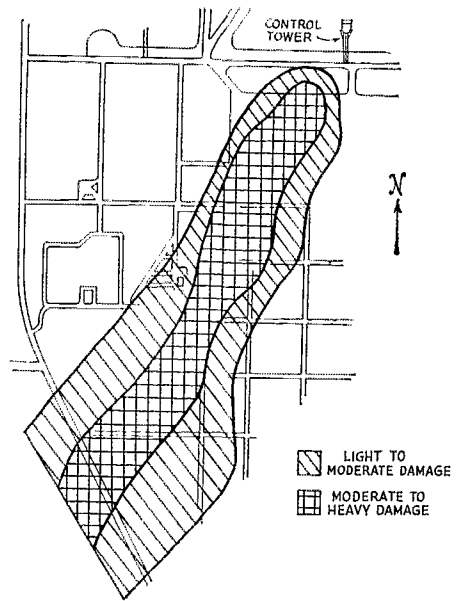 CONTROL
TOWER
N
LIGHT TO
MODERATE DAMAGE
MODERATE TO
HEAVY DAMAGE